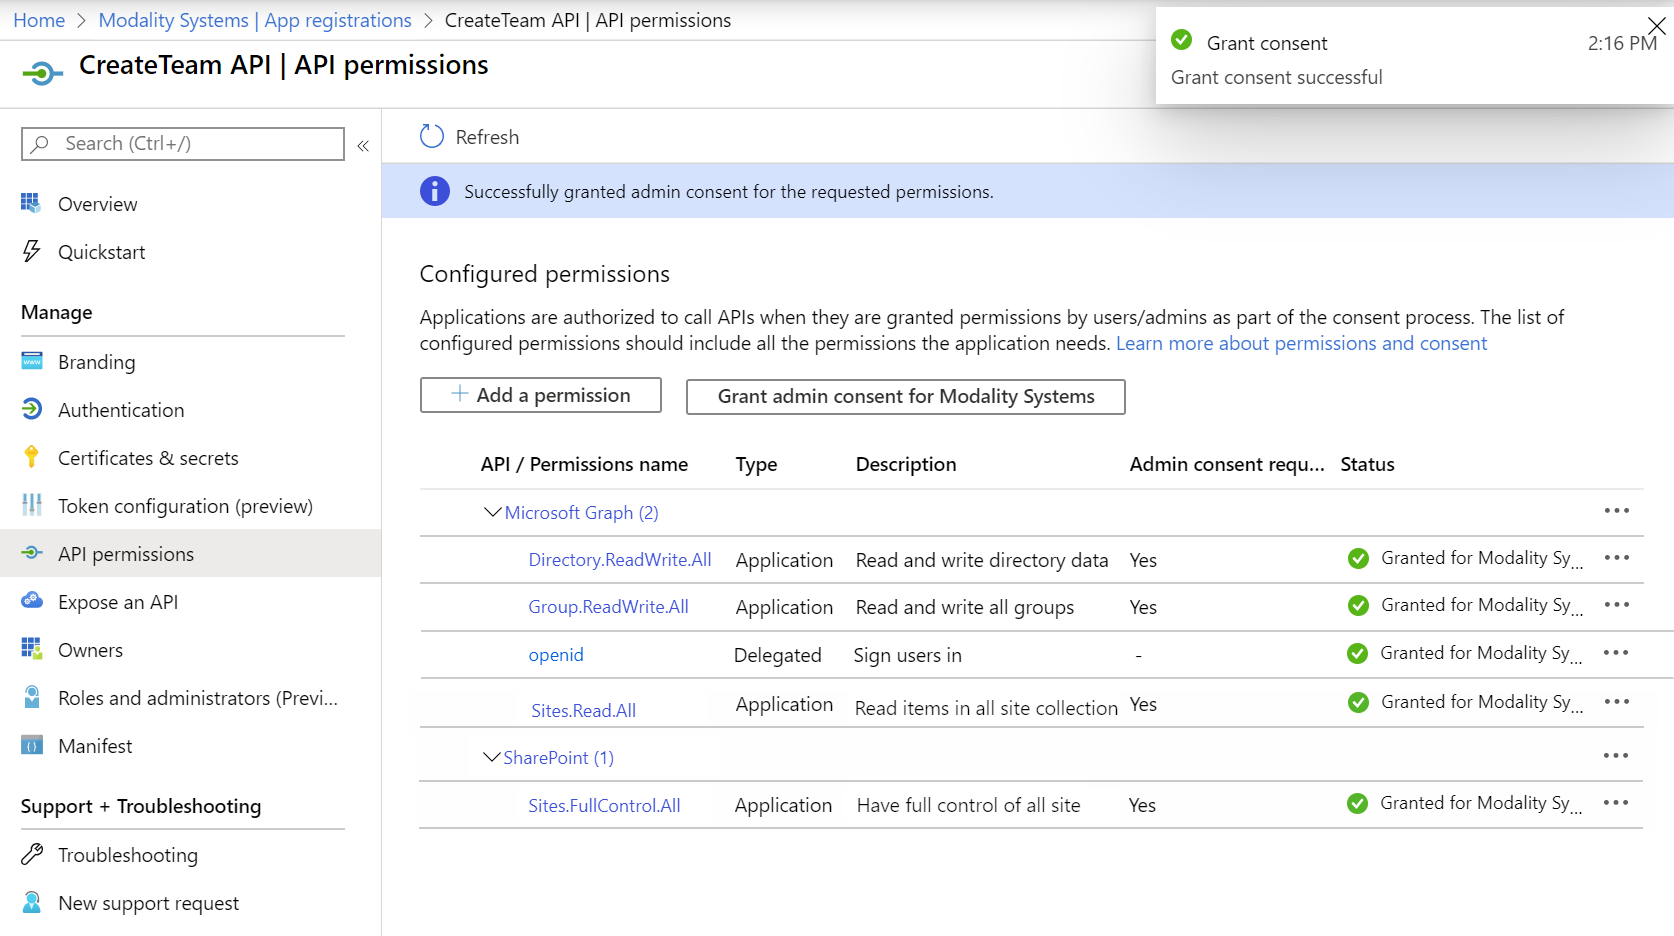 Home > Modality Systems | App registrations > CreateTeam API | API permissions
CreateTeam API | API permissions
Grant consent 2:16 PM
Grant consent successful
Search (Ctrl+/) «
Overview
Quickstart
Manage
Branding
www
Authentication
Certificates & secrets
Token configuration (preview)
API permissions
Expose an API
Owners
Roles and administrators (Previ...
Manifest
Support + Troubleshooting
Troubleshooting
New support request
Refresh
Successfully granted admin consent for the requested permissions.
Configured permissions
Applications are authorized to call APIs when they are granted permissions by users/admins as part of the consent process. The list of
configured permissions should include all the permissions the application needs. Learn more about permissions and consent
+ Add a permission Grant admin consent for Modality Systems
API / Permissions name Type Description Admin consent requ... Status
Microsoft Graph (2) ...
Directory.ReadWrite.All Application Read and write directory data Yes Granted for Modality Sy... ...
Group.ReadWrite.All Application Read and write all groups Yes Granted for Modality Sy... ...
openid Delegated Sign users in - Granted for Modality Sy... ...
Sites.Read.All Application Read items in all site collection Yes Granted for Modality Sy... ...
SharePoint (1) ...
Sites.FullControl.All Application Have full control of all site Yes Granted for Modality Sy... ...